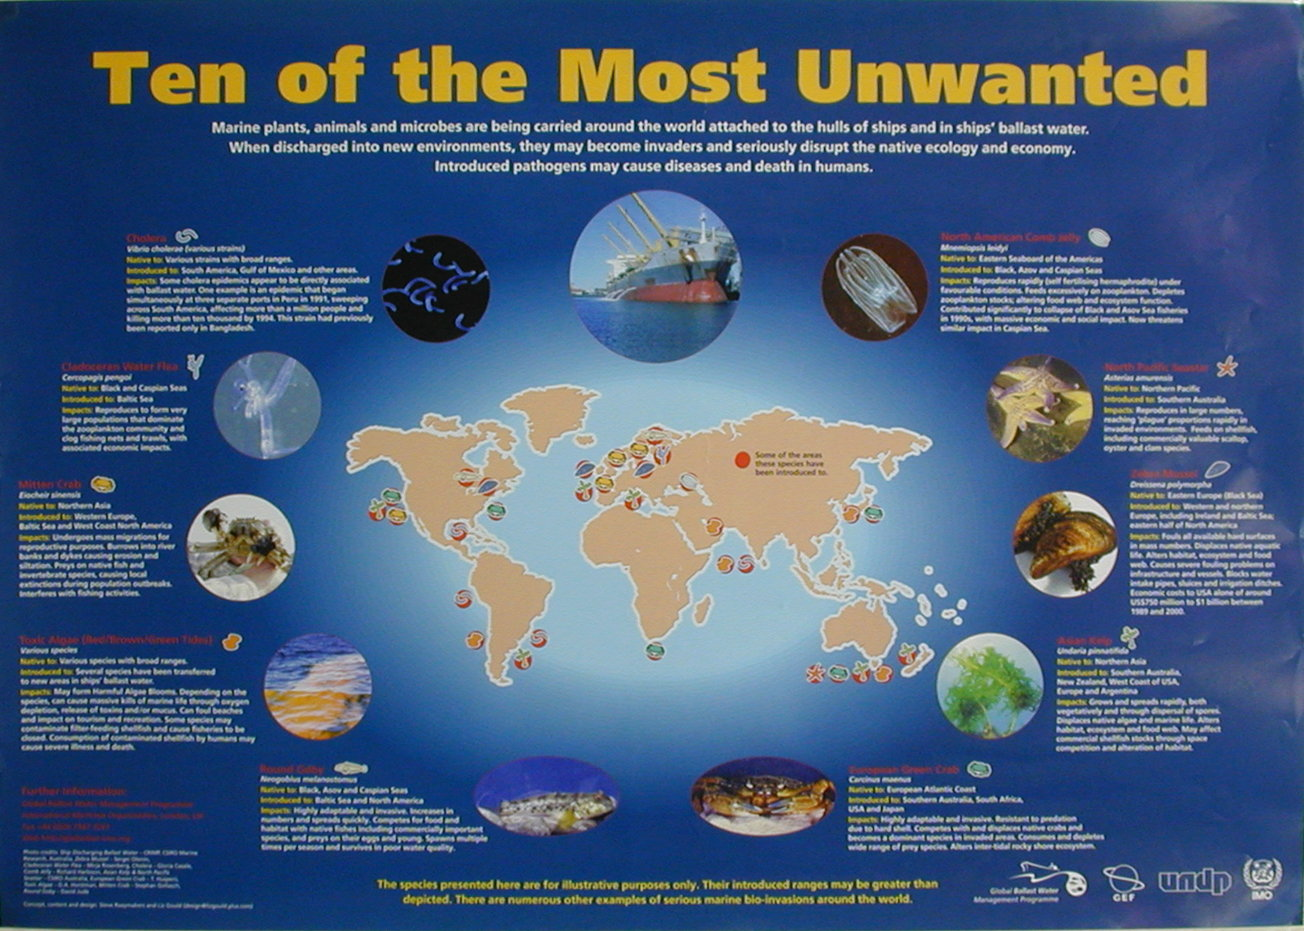 Ten of the Most Unwanted
Marine plants, animals and microbes are being carried around the world attached to the hulls of ships and in ships' ballast water.
When discharged into new environments, they may become invaders and seriously disrupt the native ecology and economy.
Introduced pathogens may cause diseases and death in humans.
Cholera
Vibrio cholerae (various strains)
Native to: Various strains with broad ranges.
Introduced to: South America, Gulf of Mexico and other areas.
Impacts: Some cholera epidemics appear to be directly associated
with ballast water. One example is an epidemic that began
simultaneously at three separate ports in Peru in 1991, sweeping
across South America, affecting more than a million people and
killing more than ten thousand by 1994. This strain had previously
been reported only in Bangladesh.
North American Comb Jelly
Mnemiopsis leidyi
Native to: Eastern Seaboard of the Americas
Introduced to: Black, Azov and Caspian Seas
Impacts: Reproduces rapidly (self fertilising hermaphrodite) under
favourable conditions. Feeds excessively on zooplankton. Depletes
zooplankton stocks; altering food web and ecosystem function.
Contributed significantly to collapse of Black and Asov Sea fisheries
in 1990s, with massive economic and social impact. Now threatens
similar impact in Caspian Sea.
Cladoceran Water Flea
Cercopagis pengoi
Native to: Black and Caspian Seas
Introduced to: Baltic Sea
Impacts: Reproduces to form very
large populations that dominate
the zooplankton community and
clog fishing nets and trawls, with
associated economic impacts.
North Pacific Seastar
Asterias amurensis
Native to: Northern Pacific
Introduced to: Southern Australia
Impacts: Reproduces in large numbers,
reaching 'plague' proportions rapidly in
invaded environments. Feeds on shellfish,
including commercially valuable scallop,
oyster and clam species.
Some of the areas
these species have
been introduced to.
Mitten Crab
Eiocheir sinensis
Native to: Northern Asia
Introduced to: Western Europe,
Baltic Sea and West Coast North America
Impacts: Undergoes mass migrations for
reproductive purposes. Burrows into river
banks and dykes causing erosion and
siltation. Preys on native fish and
invertebrate species, causing local
extinctions during population outbreaks.
Interferes with fishing activities.
Zebra Mussel
Dreissena polymorpha
Native to: Eastern Europe (Black Sea)
Introduced to: Western and northern
Europe, including Ireland and Baltic Sea;
eastern half of North America
Impacts: Fouls all available hard surfaces
in mass numbers. Displaces native aquatic
life. Alters habitat, ecosystem and food
web. Causes severe fouling problems on
infrastructure and vessels. Blocks water
intake pipes, sluices and irrigation ditches.
Economic costs to USA alone of around
US$750 million to $1 billion between
1989 and 2000.
Toxic Algae (Red/Brown/Green Tides)
Various species
Native to: Various species with broad ranges.
Introduced to: Several species have been transferred
to new areas in ships' ballast water.
Impacts: May form Harmful Algae Blooms. Depending on the
species, can cause massive kills of marine life through oxygen
depletion, release of toxins and/or mucus. Can foul beaches
and impact on tourism and recreation. Some species may
contaminate filter-feeding shellfish and cause fisheries to be
closed. Consumption of contaminated shellfish by humans may
cause severe illness and death.
Asian Kelp
Undaria pinnatifida
Native to: Northern Asia
Introduced to: Southern Australia,
New Zealand, West Coast of USA,
Europe and Argentina
Impacts: Grows and spreads rapidly, both
vegetatively and through dispersal of spores.
Displaces native algae and marine life. Alters
habitat, ecosystem and food web. May affect
commercial shellfish stocks through space
competition and alteration of habitat.
Round Goby
Neogobius melanostomus
Native to: Black, Asov and Caspian Seas
Introduced to: Baltic Sea and North America
Impacts: Highly adaptable and invasive. Increases in
numbers and spreads quickly. Competes for food and
habitat with native fishes including commercially important
species, and preys on their eggs and young. Spawns multiple
times per season and survives in poor water quality.
European Green Crab
Carcinus maenus
Native to: European Atlantic Coast
Introduced to: Southern Australia, South Africa,
USA and Japan
Impacts: Highly adaptable and invasive. Resistant to predation
due to hard shell. Competes with and displaces native crabs and
becomes a dominant species in invaded areas. Consumes and depletes
wide range of prey species. Alters inter-tidal rocky shore ecosystem.
Further Information:
Global Ballast Water Management Programme
International Maritime Organization, London, UK
The species presented here are for illustrative purposes only. Their introduced ranges may be greater than
depicted. There are numerous other examples of serious marine bio-invasions around the world.
Global Ballast Water
Management Programme
GEF
undp
IMO